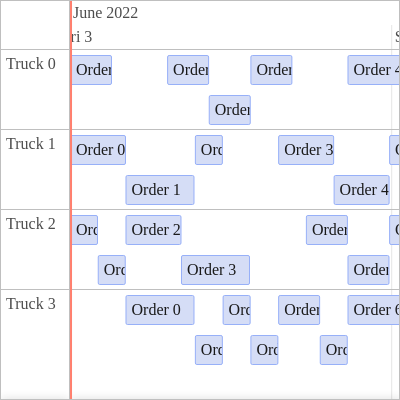 June 2022
ri 3
Truck 0
Order
Order
Order
Order 4
Order
Truck 1
Order 0
Orc
Order 3
Order 1
Order 4
Truck 2
Orc
Order 2
Order
Orc
Order 3
Order
Truck 3
Order 0
Orc
Order
Order 6
Orc
Orc
Orc